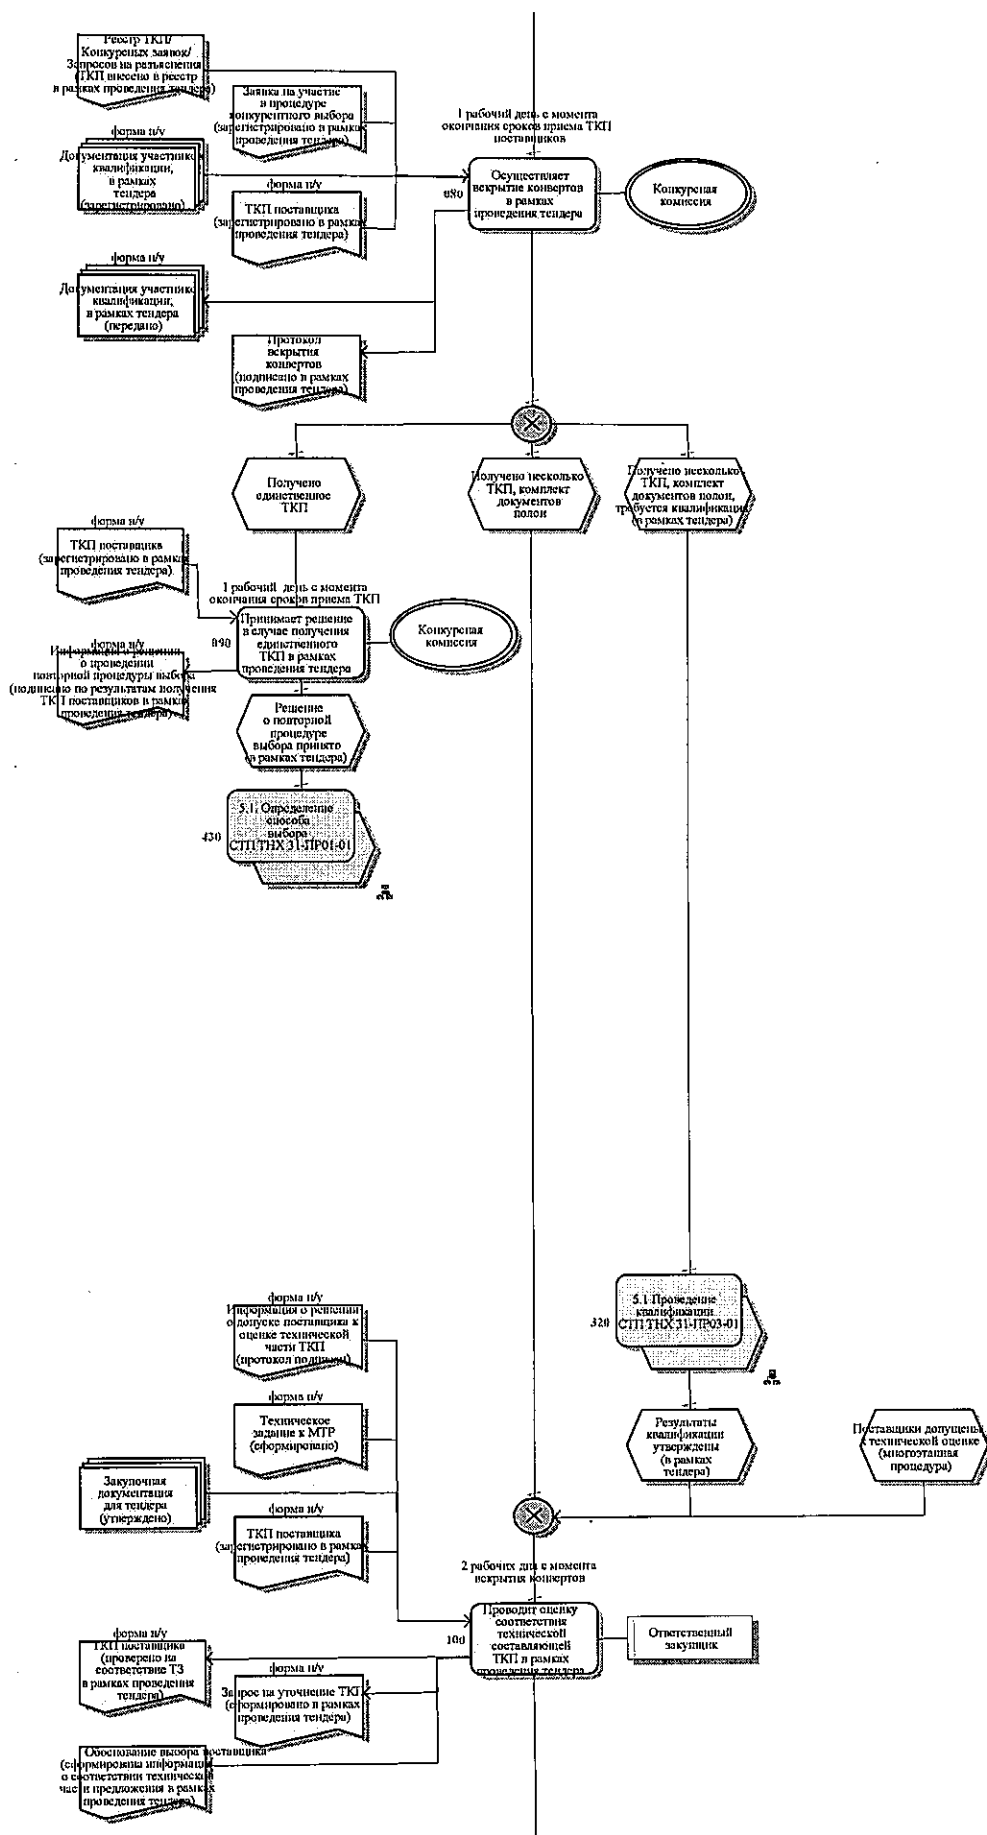 Реестр ТКП/
Конкурсных заявок/
Запросов на разъяснения
(ТКП внесено в реестр
в рамках проведения тендера)
Заявка на участие
в процедуре
конкурентного выбора
(зарегистрировано в рамках
проведения тендера)
1 рабочий день с момента
окончания сроков приема ТКП
поставщиков
форма н/у
Документация участников
квалификации,
в рамках
тендера
(зарегистрировано)
080
Осуществляет
вскрытие конвертов
в рамках
проведения тендера
Конкурсная
комиссия
форма н/у
ТКП поставщика
(зарегистрировано в рамках
проведения тендера)
форма н/у
Документация участников
квалификации,
в рамках тендера
(передано)
Протокол
вскрытия
конвертов
(подписано в рамках
проведения тендера)
Получено
единственное
ТКП
Получено несколько
ТКП, комплект
документов
полон
Получено несколько
ТКП, комплект
документов полон,
требуется квалификация
(в рамках тендера)
форма н/у
ТКП поставщика
(зарегистрировано в рамках
проведения тендера)
1 рабочий день с момента
окончания сроков приема ТКП
090
Принимает решение
в случае получения
единственного
ТКП в рамках
проведения тендера
Конкурсная
комиссия
форма н/у
Информация о решении
о проведении
повторной процедуры выбора
(подписано по результатам получения
ТКП поставщиков в рамках
проведения тендера)
Решение
о повторной
процедуре
выбора принято
(в рамках тендера)
430
5.1. Определение
способа
выбора
СТП ТНХ 31-ПР01-01
320
5.1 Проведение
квалификации
СТП ТНХ 31-ПР03-01
форма н/у
Информация о решении
о допуске поставщика к
оценке технической
части ТКП
(протокол подписан)
форма н/у
Техническое
задание к МТР
(сформировано)
Результаты
квалификации
утверждены
(в рамках
тендера)
Поставщики допущены
к технической оценке
(многоэтапная
процедура)
Закупочная
документация
для тендера
(утверждено)
форма н/у
ТКП поставщика
(зарегистрировано в рамках
проведения тендера)
2 рабочих дня с момента
вскрытия конвертов
100
Проводит оценку
соответствия
технической
составляющей
ТКП в рамках
проведения тендера
Ответственный
закупщик
форма н/у
ТКП поставщика
(проверено на
соответствие ТЗ
в рамках проведения
тендера)
форма н/у
Запрос на уточнение ТКП
(сформировано в рамках
проведения тендера)
Обоснование выбора поставщика
(сформирована информация
о соответствии технической
части предложения в рамках
проведения тендера)